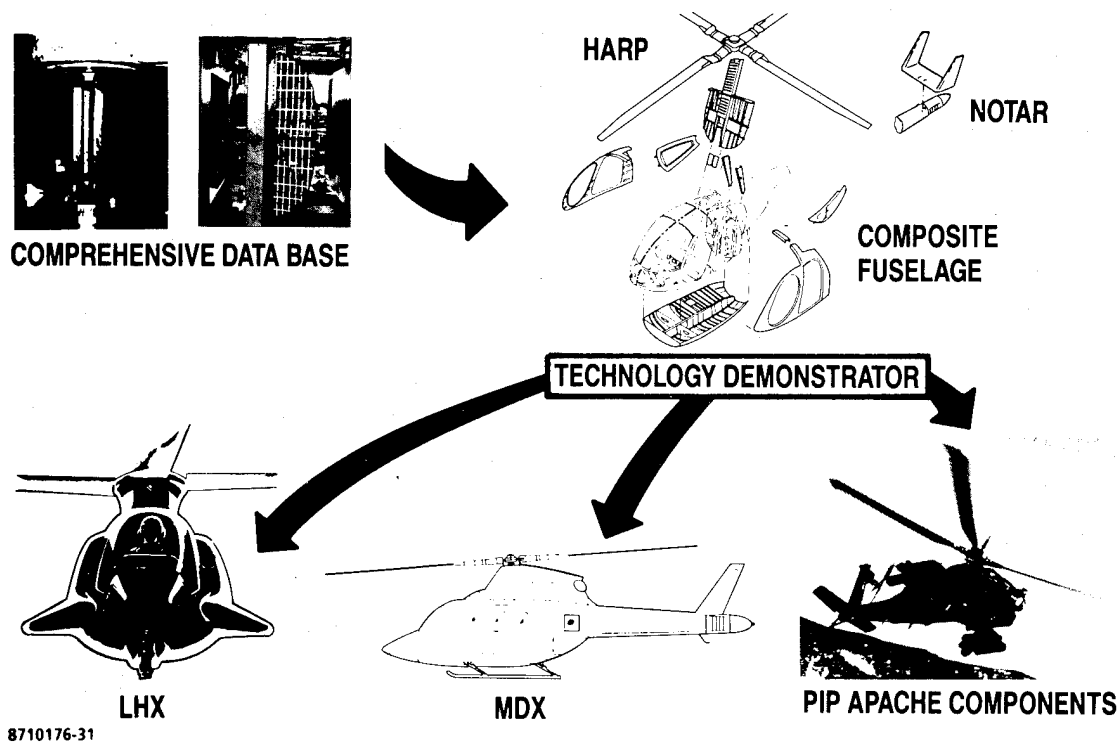 HARP
NOTAR
COMPREHENSIVE DATA BASE
COMPOSITE
FUSELAGE
TECHNOLOGY DEMONSTRATOR
LHX
MDX
PIP APACHE COMPONENTS
8710176-31